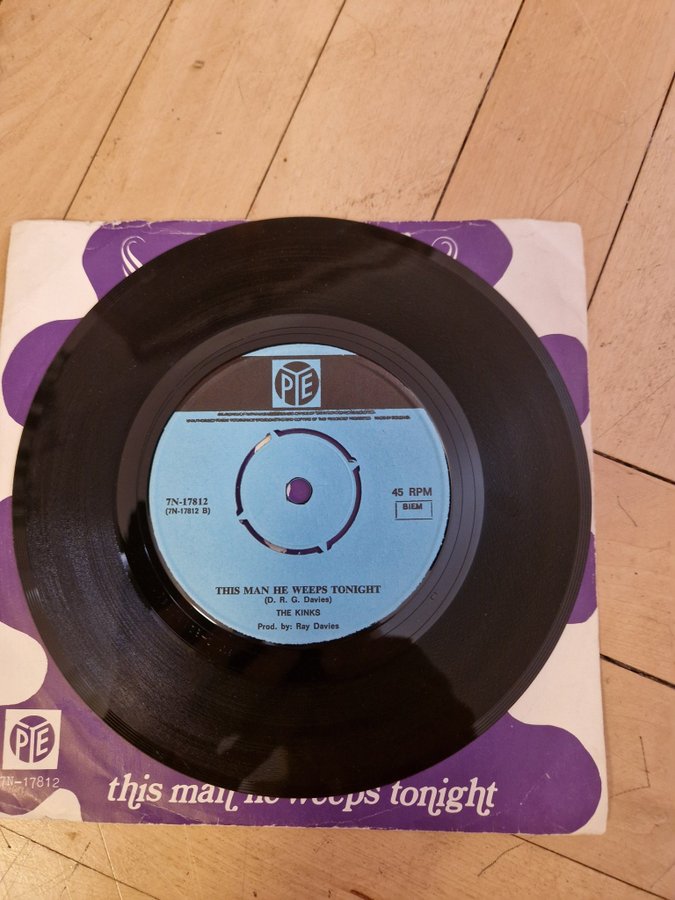 PYE
7N-17812
(7N-17812 B)
45 RPM
BIEM
THIS MAN HE WEEPS TONIGHT
(D. R. G. Davies)
THE KINKS
Prod. by: Ray Davies
PYE
7N-17812
this man he weeps tonight